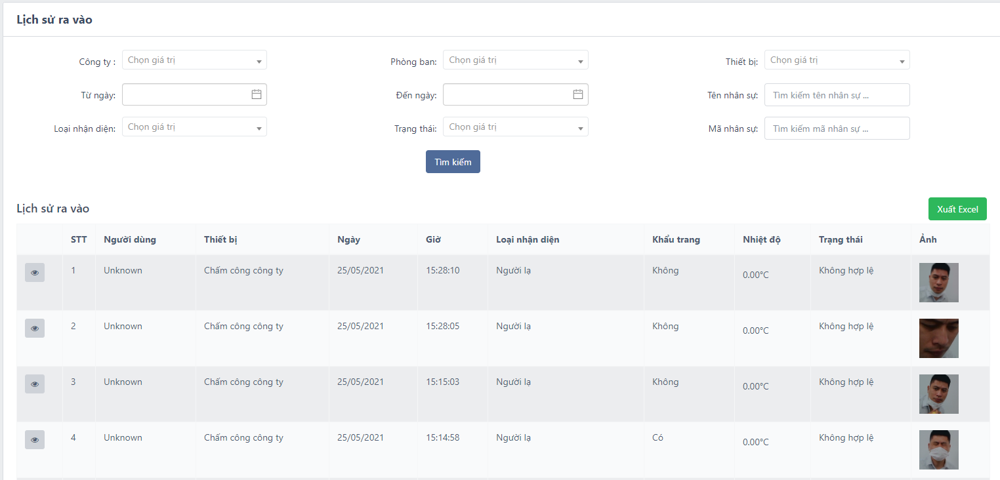 Lịch sử ra vào
Công ty : Chọn giá trị Phòng ban: Chọn giá trị Thiết bị: Chọn giá trị
Từ ngày: Đến ngày: Tên nhân sự: Tìm kiếm tên nhân sự ...
Loại nhận diện: Chọn giá trị Trạng thái: Chọn giá trị Mã nhân sự: Tìm kiếm mã nhân sự ...
Tìm kiếm
Lịch sử ra vào Xuất Excel
STT Người dùng Thiết bị Ngày Giờ Loại nhận diện Khẩu trang Nhiệt độ Trạng thái Ảnh
1 Unknown Chấm công công ty 25/05/2021 15:28:10 Người lạ Không 0.00°C Không hợp lệ
2 Unknown Chấm công công ty 25/05/2021 15:28:05 Người lạ Không 0.00°C Không hợp lệ
3 Unknown Chấm công công ty 25/05/2021 15:15:03 Người lạ Không 0.00°C Không hợp lệ
4 Unknown Chấm công công ty 25/05/2021 15:14:58 Người lạ Có 0.00°C Không hợp lệ